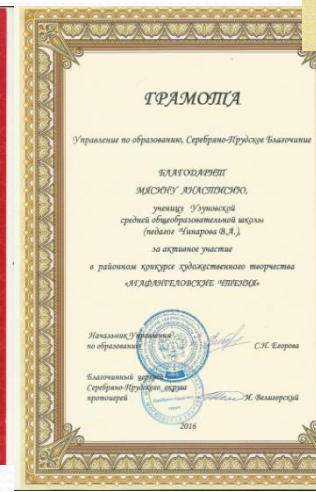 ГРАМОТА
Управление по образованию, Серебряно-Прудское Благочиние
БЛАГОДАРИТ
МЯСИНУ АНАСТАСИЮ,
ученицу Узуновской
средней общеобразовательной школы
(педагог Чинарова В.А.),
за активное участие
в районном конкурсе художественного творчества
«АГАФАНГЕЛОВСКИЕ ЧТЕНИЯ»
Начальник Управления
по образованию С.Н. Егорова
Благочинный церквей
Серебряно-Прудского округа
протоиерей И. Велигорский
2016